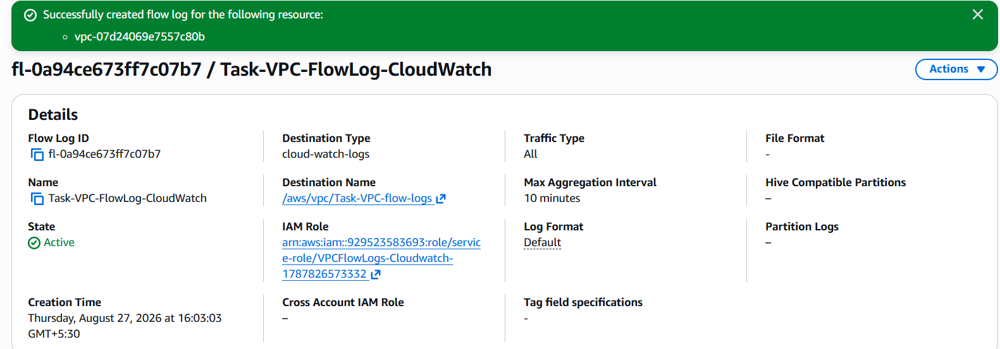 Successfully created flow log for the following resource:
vpc-07d24069e7557c80b
fl-0a94ce673ff7c07b7 / Task-VPC-FlowLog-CloudWatch
Actions
Details
Flow Log ID
fl-0a94ce673ff7c07b7
Destination Type
cloud-watch-logs
Traffic Type
All
File Format
-
Name
Task-VPC-FlowLog-CloudWatch
Destination Name
/aws/vpc/Task-VPC-flow-logs
Max Aggregation Interval
10 minutes
Hive Compatible Partitions
–
State
Active
IAM Role
arn:aws:iam::929523583693:role/servic
e-role/VPCFlowLogs-Cloudwatch-
1787826573332
Log Format
Default
Partition Logs
–
Creation Time
Thursday, August 27, 2026 at 16:03:03
GMT+5:30
Cross Account IAM Role
–
Tag field specifications
-